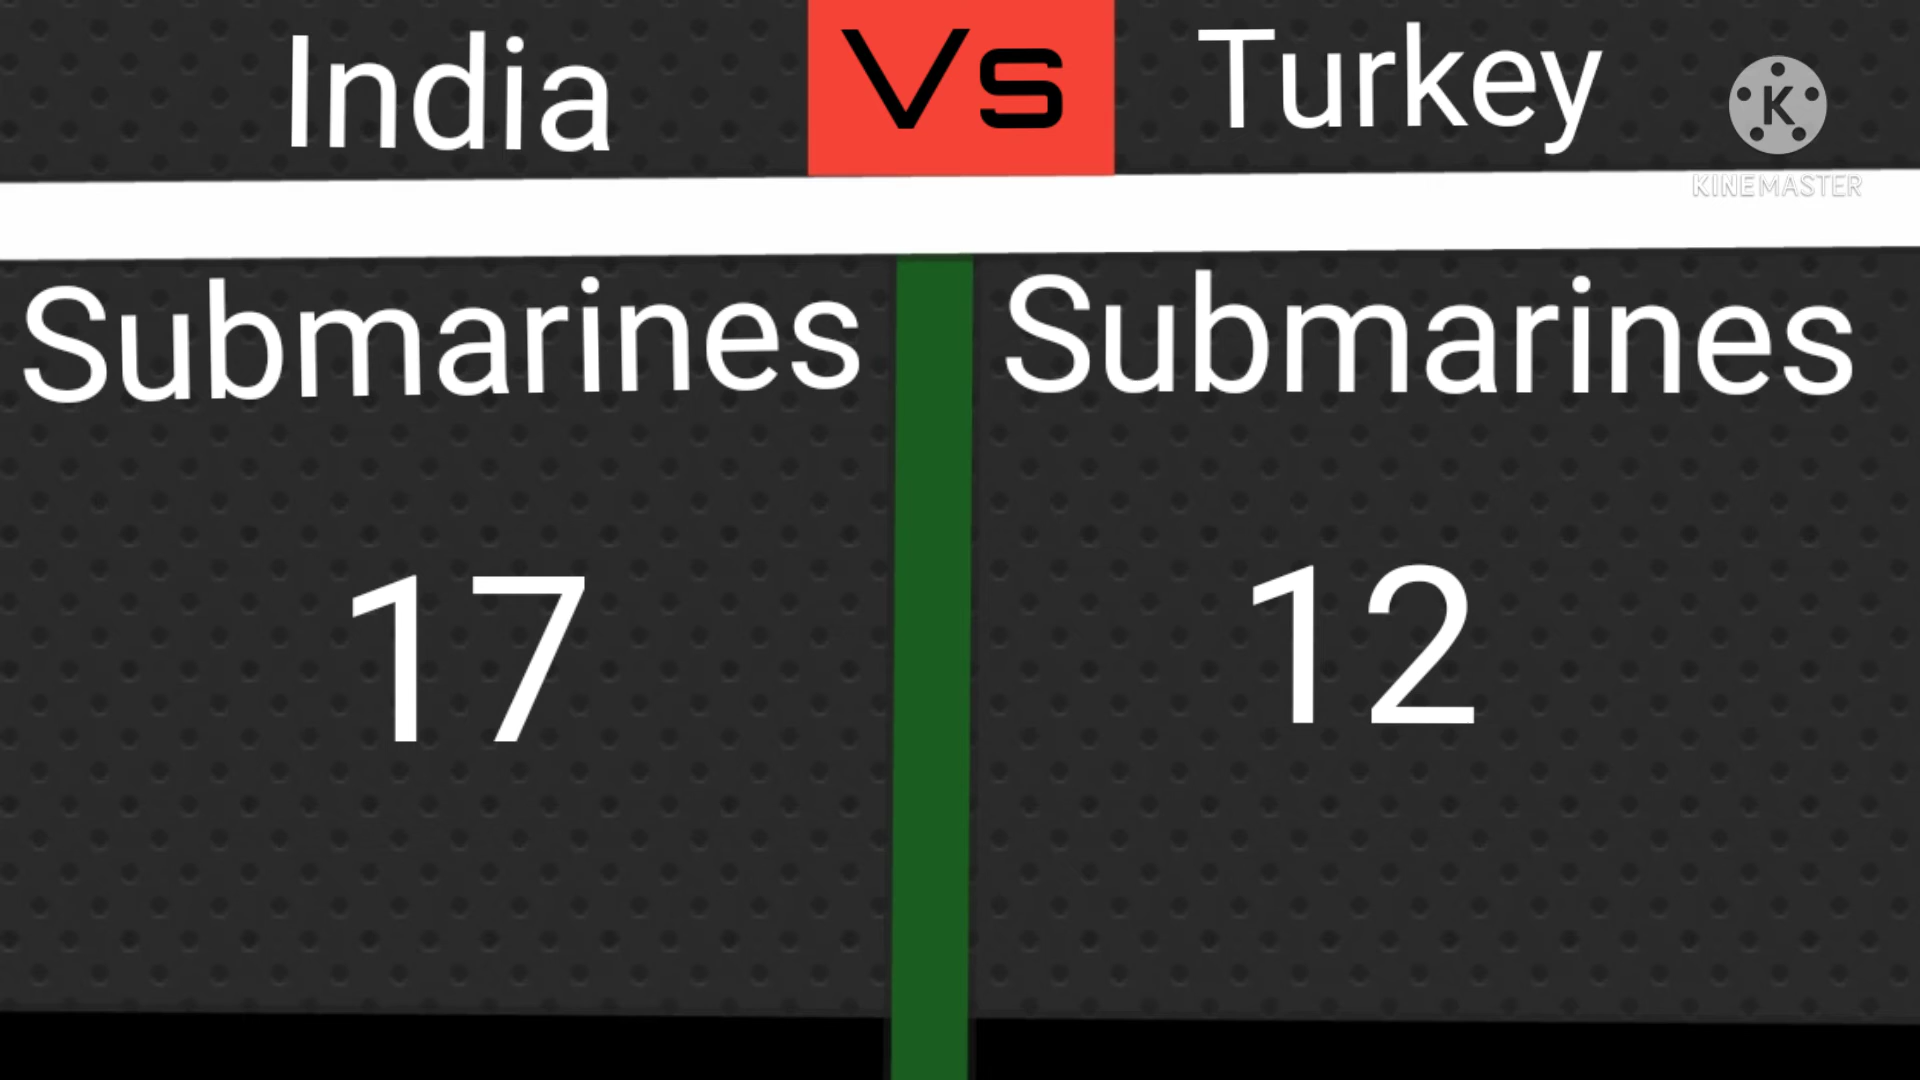 India Vs Turkey
K
KINEMASTER
Submarines Submarines
17 12